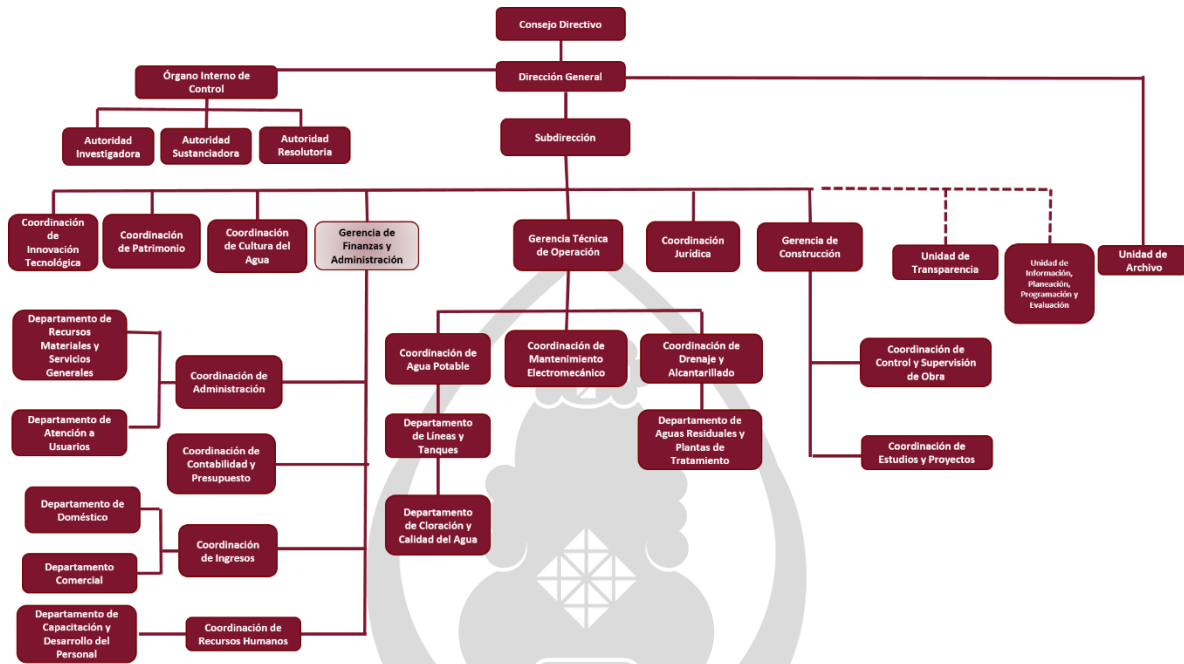 Consejo Directivo
Órgano Interno de
Control
Dirección General
Autoridad
Investigadora
Autoridad
Sustanciadora
Autoridad
Resolutoria
Subdirección
Coordinación
de
Innovación
Tecnológica
Coordinación
de Patrimonio
Coordinación
de Cultura del
Agua
Gerencia de
Finanzas y
Administración
Gerencia Técnica
de Operación
Coordinación
Jurídica
Gerencia de
Construcción
Unidad de
Transparencia
Unidad de
Información,
Planeación,
Programación y
Evaluación
Unidad de
Archivo
Departamento de
Recursos
Materiales y
Servicios
Generales
Coordinación de
Administración
Departamento de
Atención a
Usuarios
Coordinación de
Contabilidad y
Presupuesto
Departamento de
Doméstico
Coordinación
de Ingresos
Departamento
Comercial
Departamento de
Capacitación y
Desarrollo del
Personal
Coordinación de
Recursos Humanos
Coordinación de
Agua Potable
Coordinación de
Mantenimiento
Electromecánico
Coordinación de
Drenaje y
Alcantarillado
Departamento
de Líneas y
Tanques
Departamento de
Aguas Residuales y
Plantas de
Tratamiento
Departamento
de Cloración y
Calidad del Agua
Coordinación de
Control y Supervisión
de Obra
Coordinación de
Estudios y Proyectos